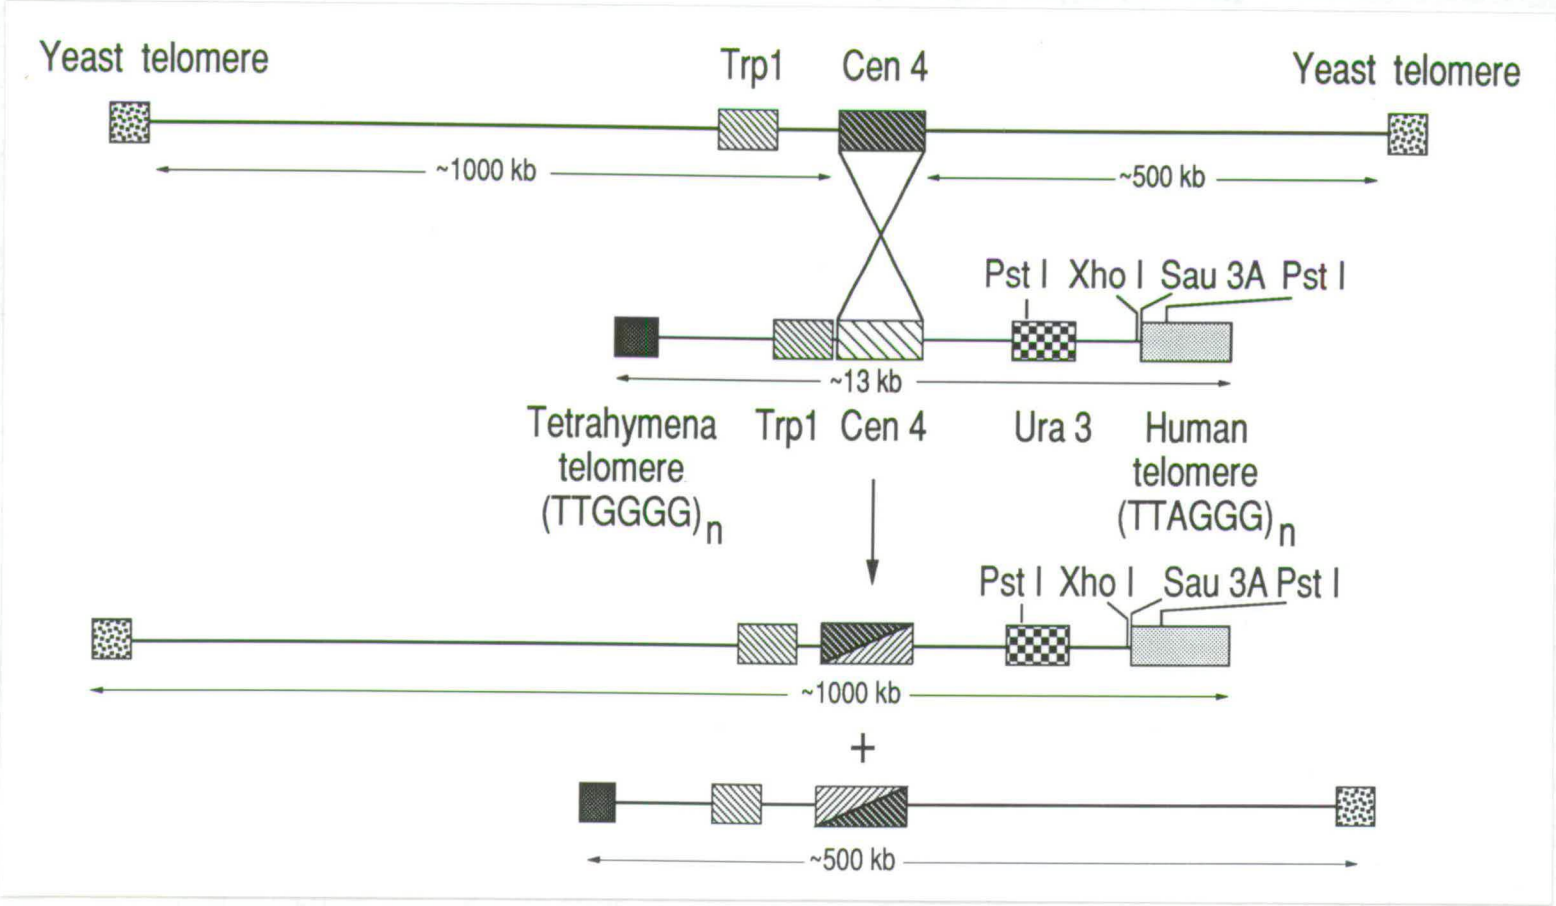 Yeast telomere Trp1 Cen 4 Yeast telomere
~1000 kb ~500 kb
Pst I Xho I Sau 3A Pst I
~13 kb
Tetrahymena telomere (TTGGGG)n Trp1 Cen 4 Ura 3 Human telomere (TTAGGG)n
Pst I Xho I Sau 3A Pst I
~1000 kb
+
~500 kb